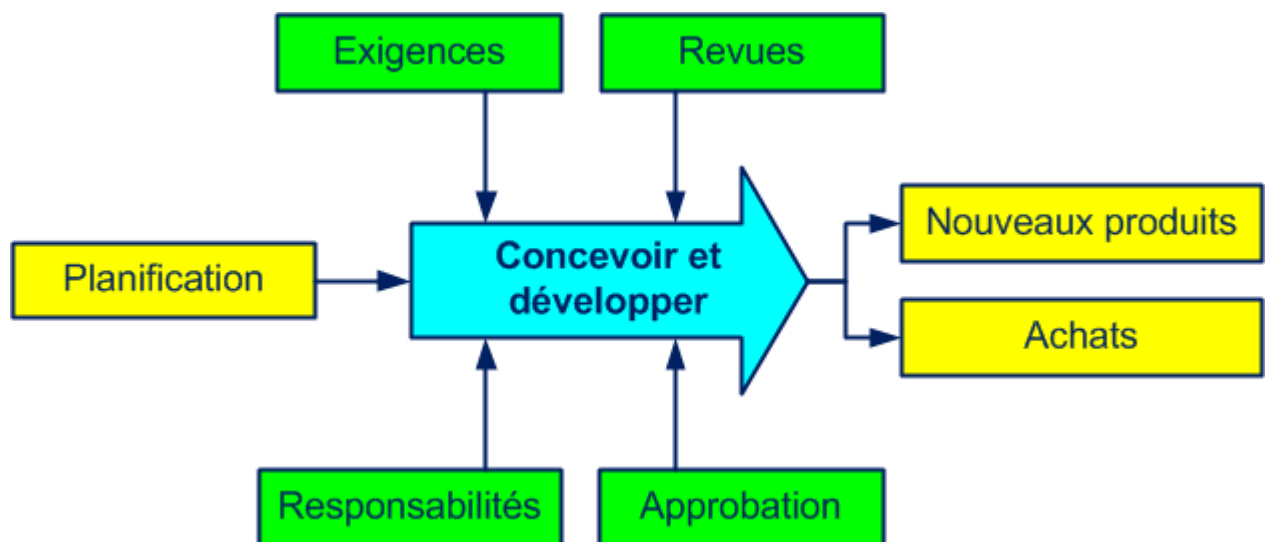 Exigences
Revues
Planification
Concevoir et
développer
Nouveaux produits
Achats
Responsabilités
Approbation